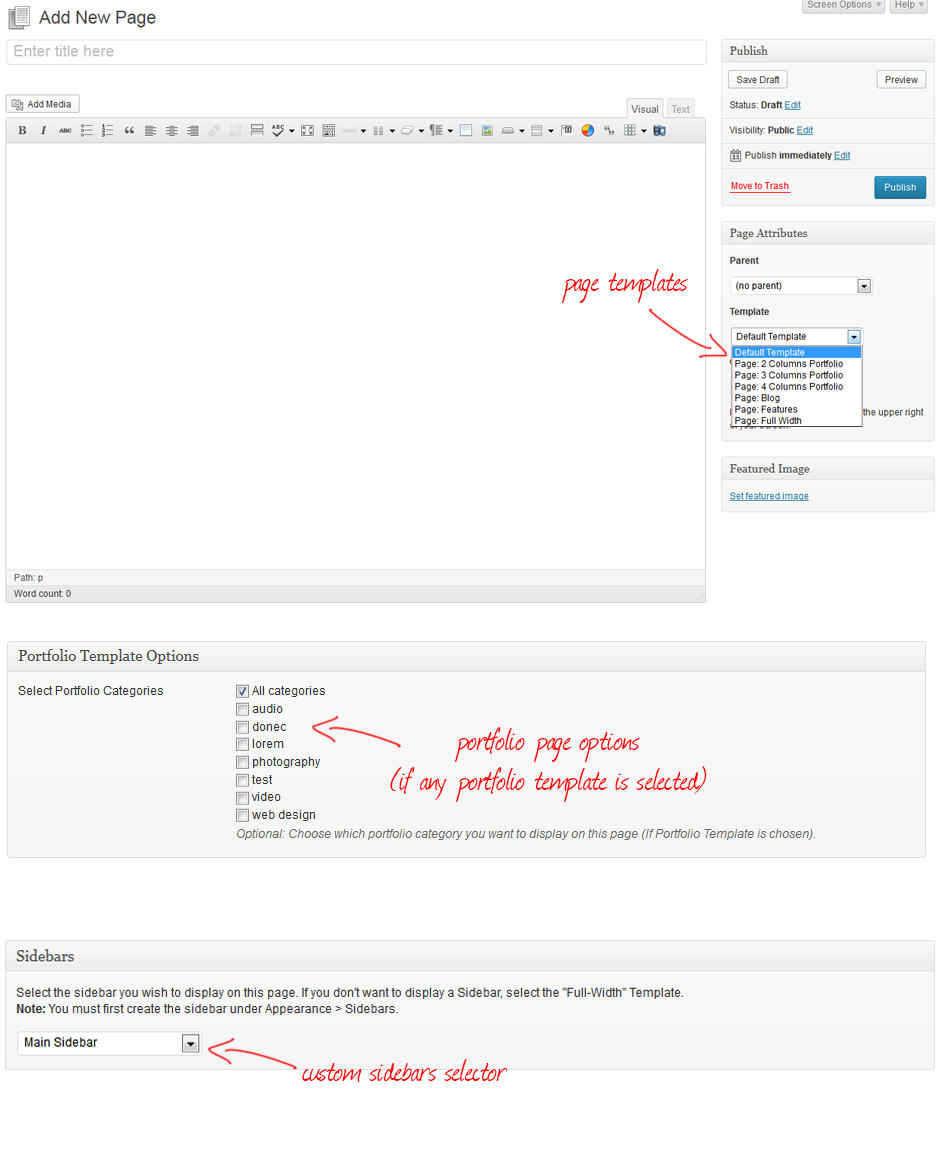 Screen Options
Help
Add New Page
Enter title here
Add Media
Visual
Text
B I ABC
ABC
Path: p
Word count: 0
Publish
Save Draft
Preview
Status: Draft Edit
Visibility: Public Edit
Publish immediately Edit
Move to Trash
Publish
Page Attributes
Parent
(no parent)
page templates
Template
Default Template
Default Template
Page: 2 Columns Portfolio
Page: 3 Columns Portfolio
Page: 4 Columns Portfolio
Page: Blog
Page: Features
the upper right
Page: Full Width
Featured Image
Set featured image
Portfolio Template Options
Select Portfolio Categories
All categories
audio
donec
lorem
photography
test
video
web design
portfolio page options
(if any portfolio template is selected)
Optional: Choose which portfolio category you want to display on this page (If Portfolio Template is chosen).
Sidebars
Select the sidebar you wish to display on this page. If you don't want to display a Sidebar, select the "Full-Width" Template.
Note: You must first create the sidebar under Appearance > Sidebars.
Main Sidebar
custom sidebars selector